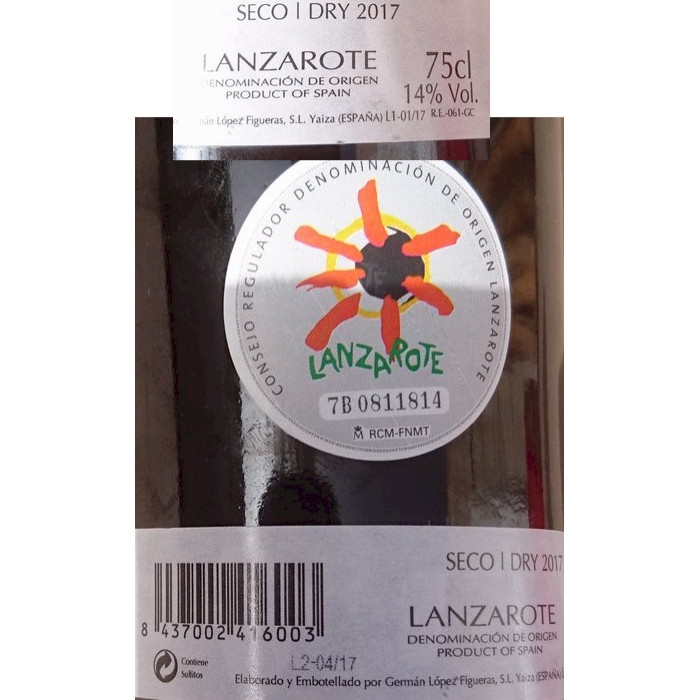 SECO | DRY 2017
LANZAROTE
DENOMINACIÓN DE ORIGEN
PRODUCT OF SPAIN
75cl
14% Vol.
López Figueras, S.L. Yaiza (ESPAÑA) L1-01/17 R.E.-061-GC
CONSEJO REGULADOR DENOMINACIÓN DE ORIGEN LANZAROTE
LANZAROTE
7B 0811814
RCM-FNMT
SECO | DRY 2017
LANZAROTE
DENOMINACIÓN DE ORIGEN
PRODUCT OF SPAIN
8 437002 416003
L2-04/17
Contiene
Sulfitos
Elaborado y Embotellado por Germán López Figueras, S.L. Yaiza (ESPAÑA)